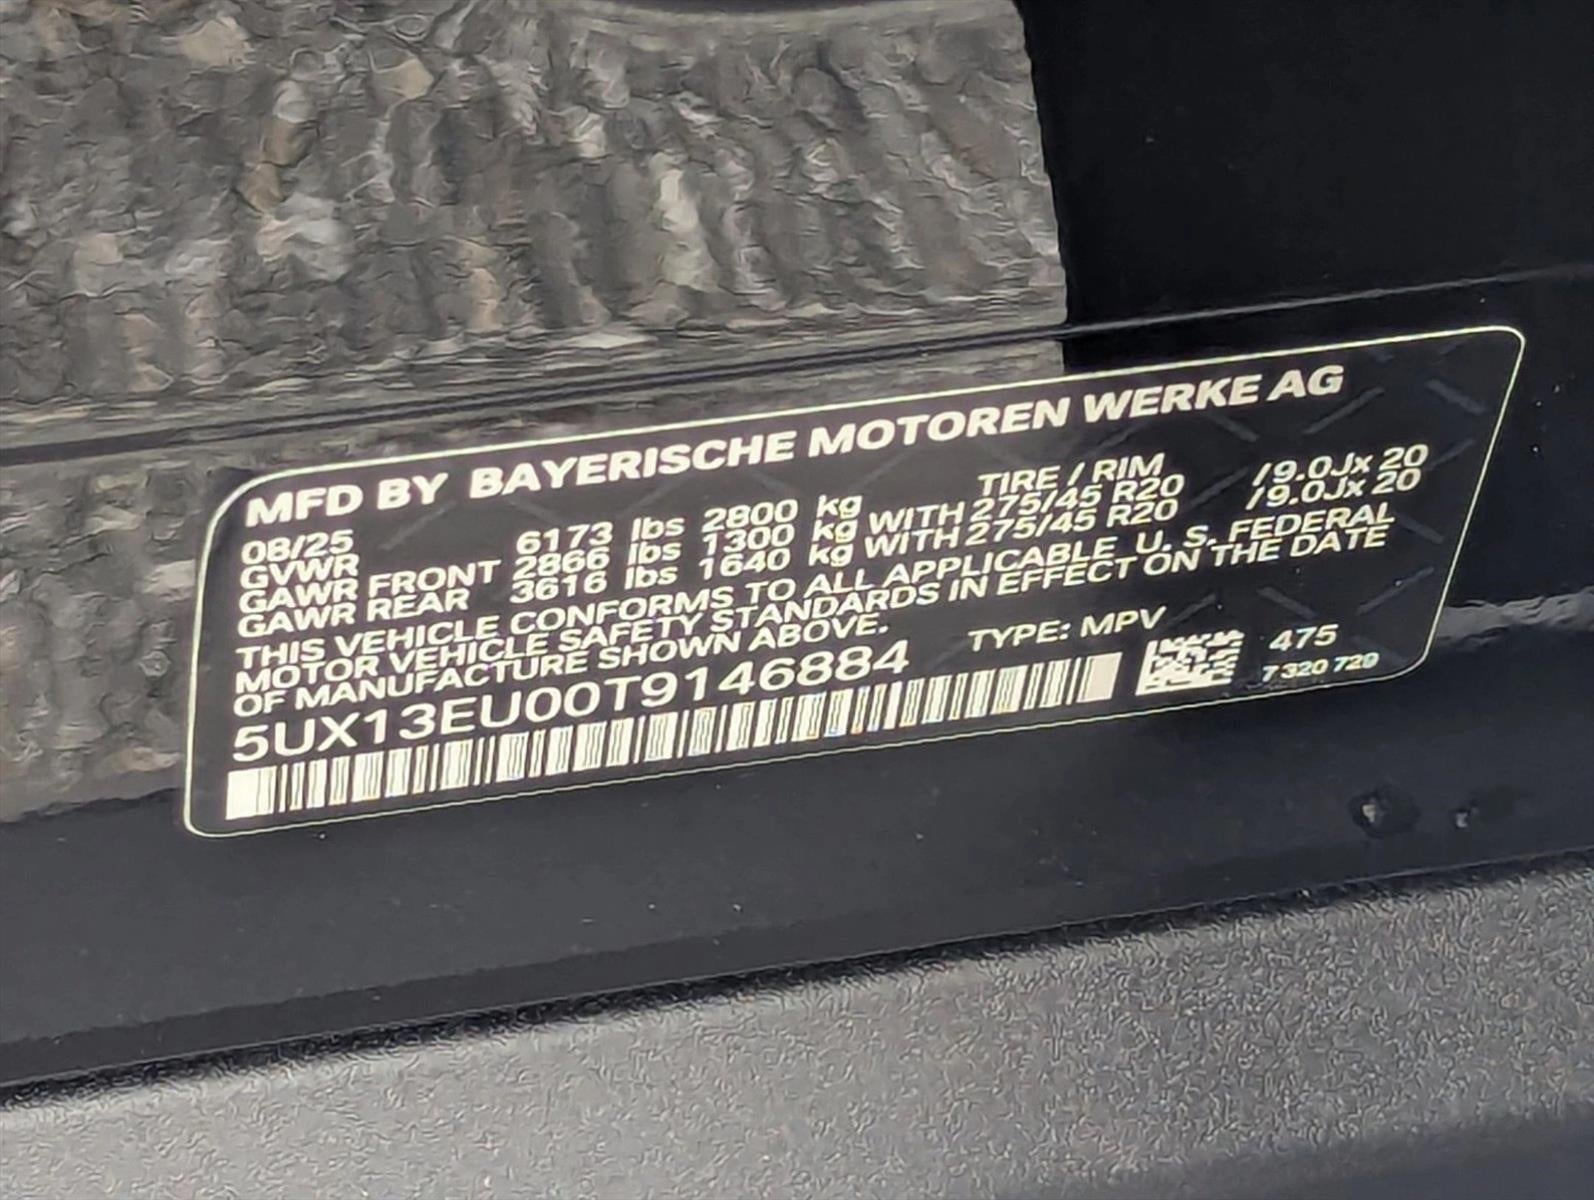 MFD BY BAYERISCHE MOTOREN WERKE AG
08/25 TIRE / RIM
GVWR 6173 lbs 2800 kg
GAWR FRONT 2866 lbs 1300 kg WITH 275/45 R20 /9.0Jx 20
GAWR REAR 3616 lbs 1640 kg WITH 275/45 R20 /9.0Jx 20
THIS VEHICLE CONFORMS TO ALL APPLICABLE U. S. FEDERAL
MOTOR VEHICLE SAFETY STANDARDS IN EFFECT ON THE DATE
OF MANUFACTURE SHOWN ABOVE.
5UX13EU00T9146884 TYPE: MPV
475
7 320 729